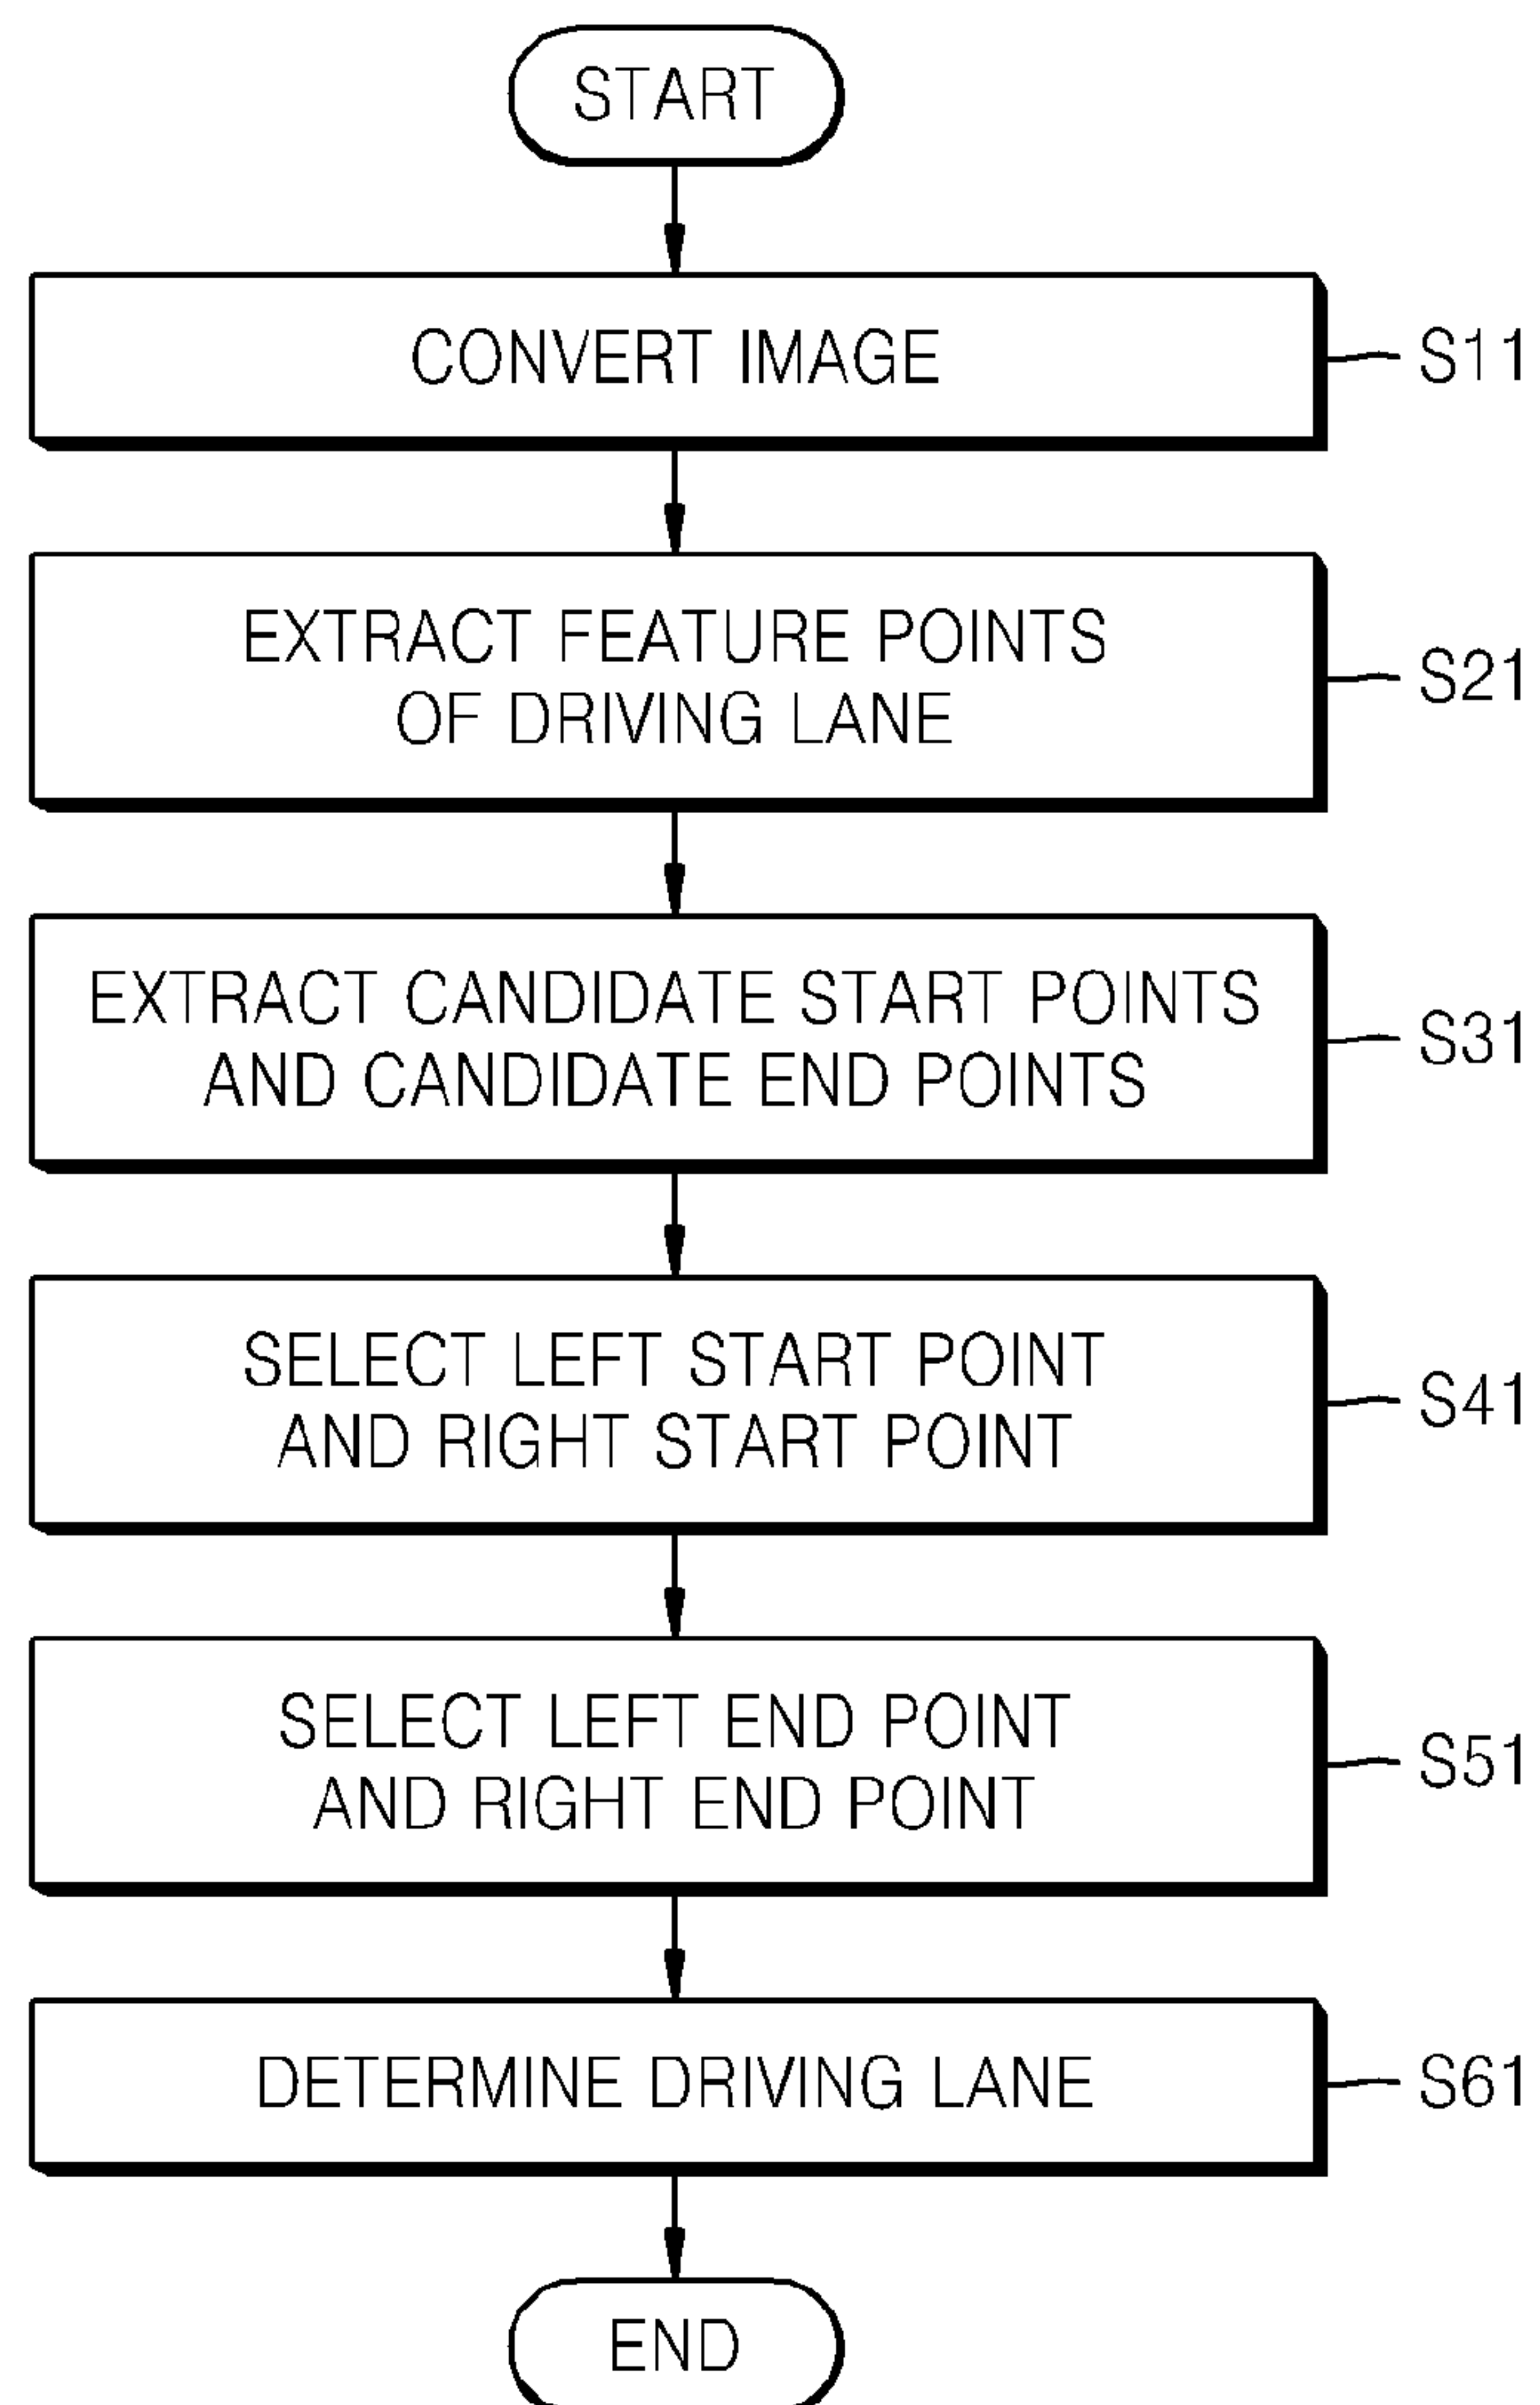 START
CONVERT IMAGE
S11
EXTRACT FEATURE POINTS
OF DRIVING LANE
S21
EXTRACT CANDIDATE START POINTS
AND CANDIDATE END POINTS
S31
SELECT LEFT START POINT
AND RIGHT START POINT
S41
SELECT LEFT END POINT
AND RIGHT END POINT
S51
DETERMINE DRIVING LANE
S61
END